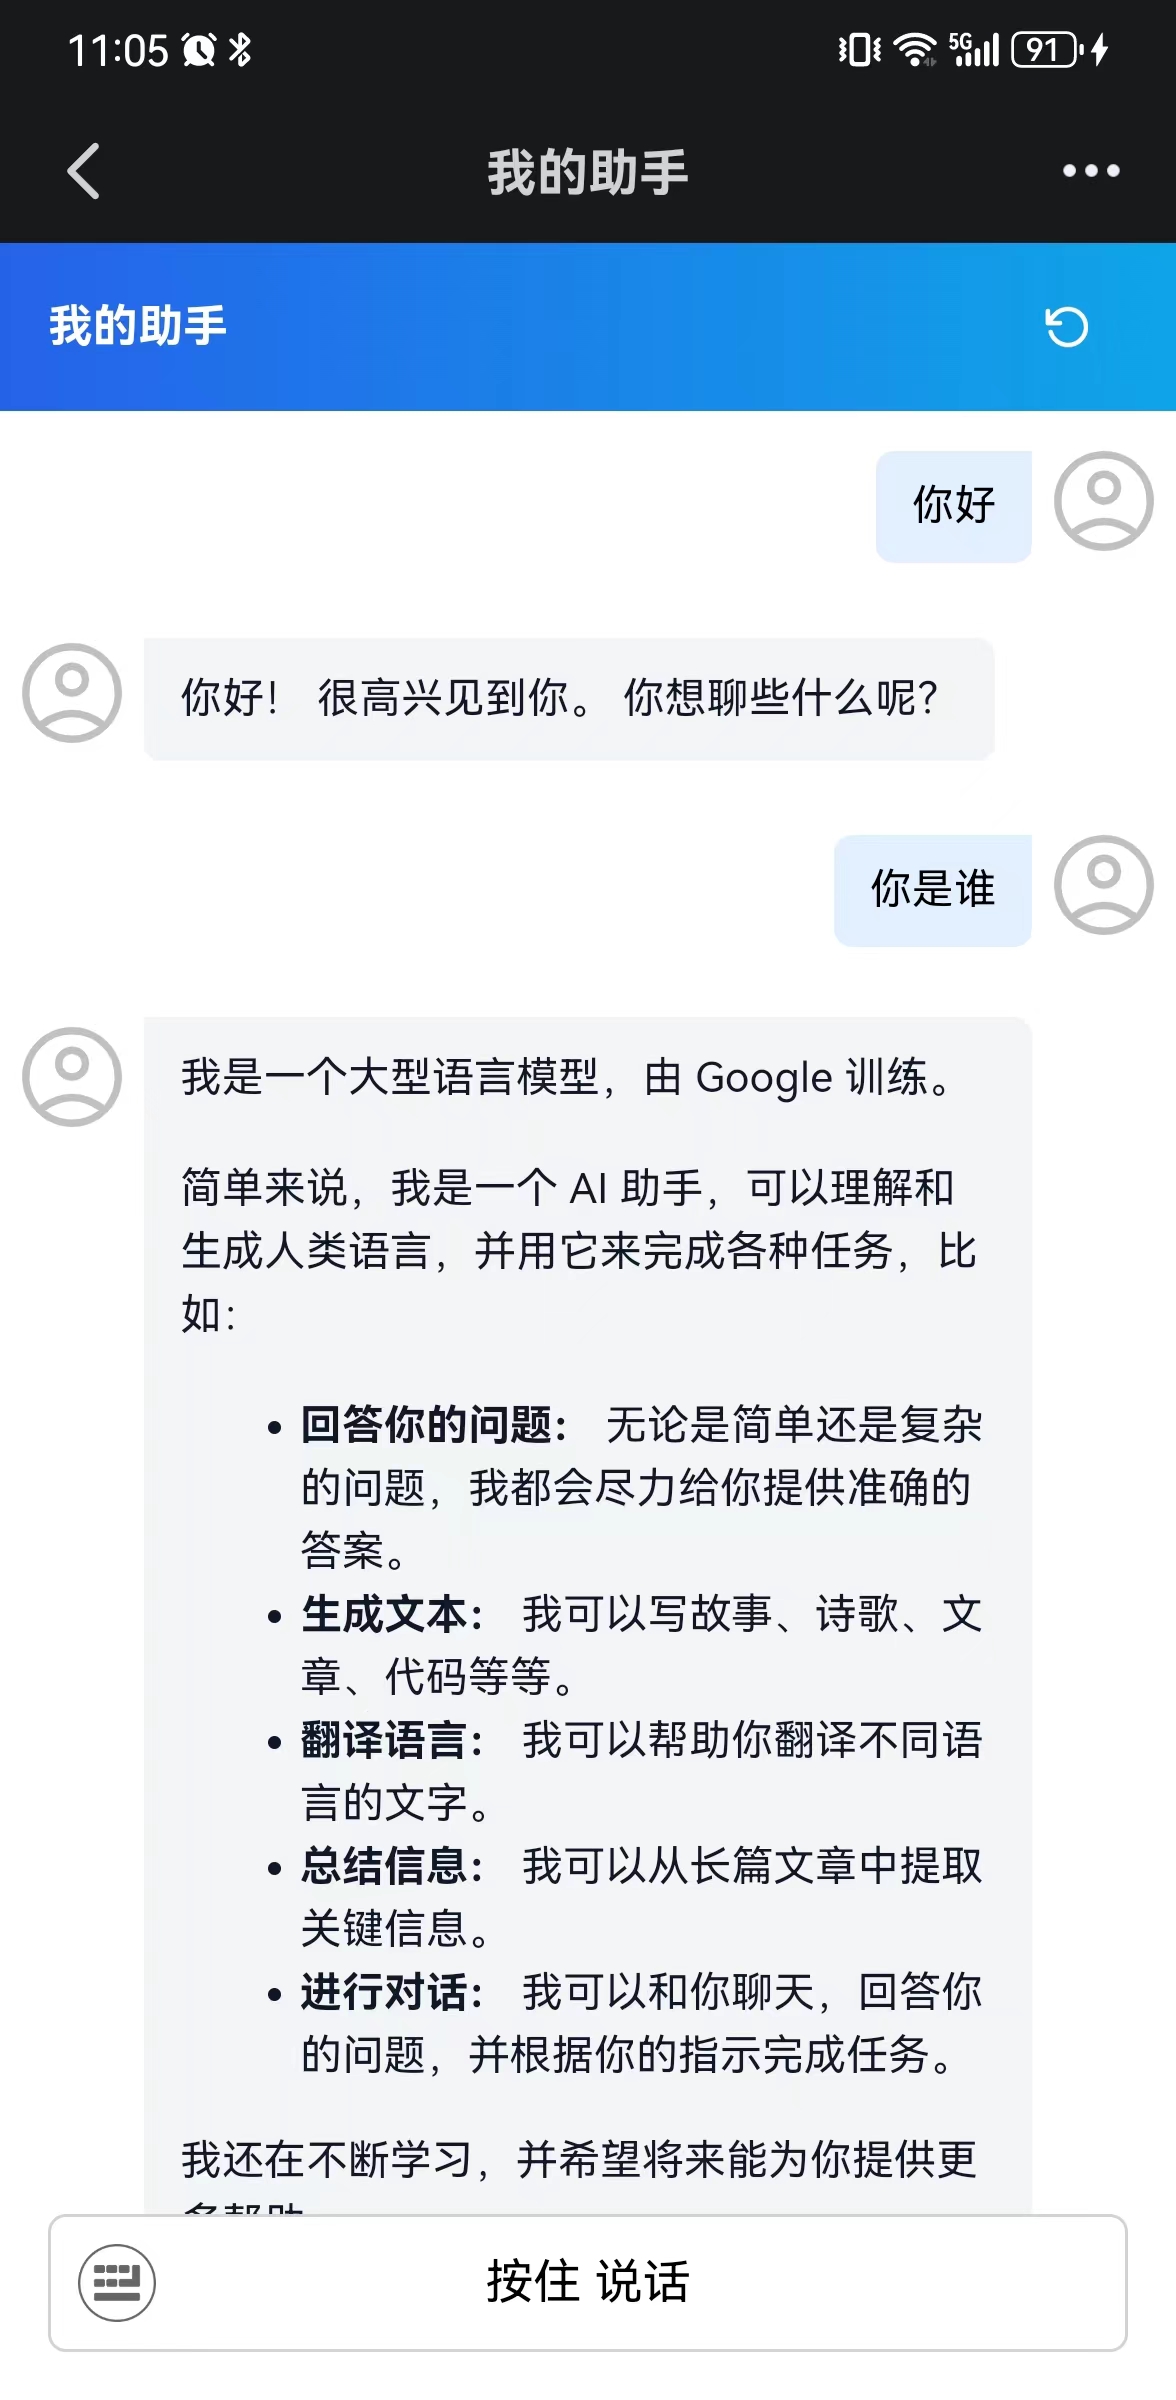 11:05
5G
91
我的助手
我的助手
你好
你好！ 很高兴见到你。 你想聊些什么呢？
你是谁
我是一个大型语言模型，由 Google 训练。
简单来说，我是一个 AI 助手，可以理解和
生成人类语言，并用它来完成各种任务，比
如：
回答你的问题： 无论是简单还是复杂
的问题，我都会尽力给你提供准确的
答案。
生成文本： 我可以写故事、诗歌、文
章、代码等等。
翻译语言： 我可以帮助你翻译不同语
言的文字。
总结信息： 我可以从长篇文章中提取
关键信息。
进行对话： 我可以和你聊天，回答你
的问题，并根据你的指示完成任务。
我还在不断学习，并希望将来能为你提供更
按住 说话